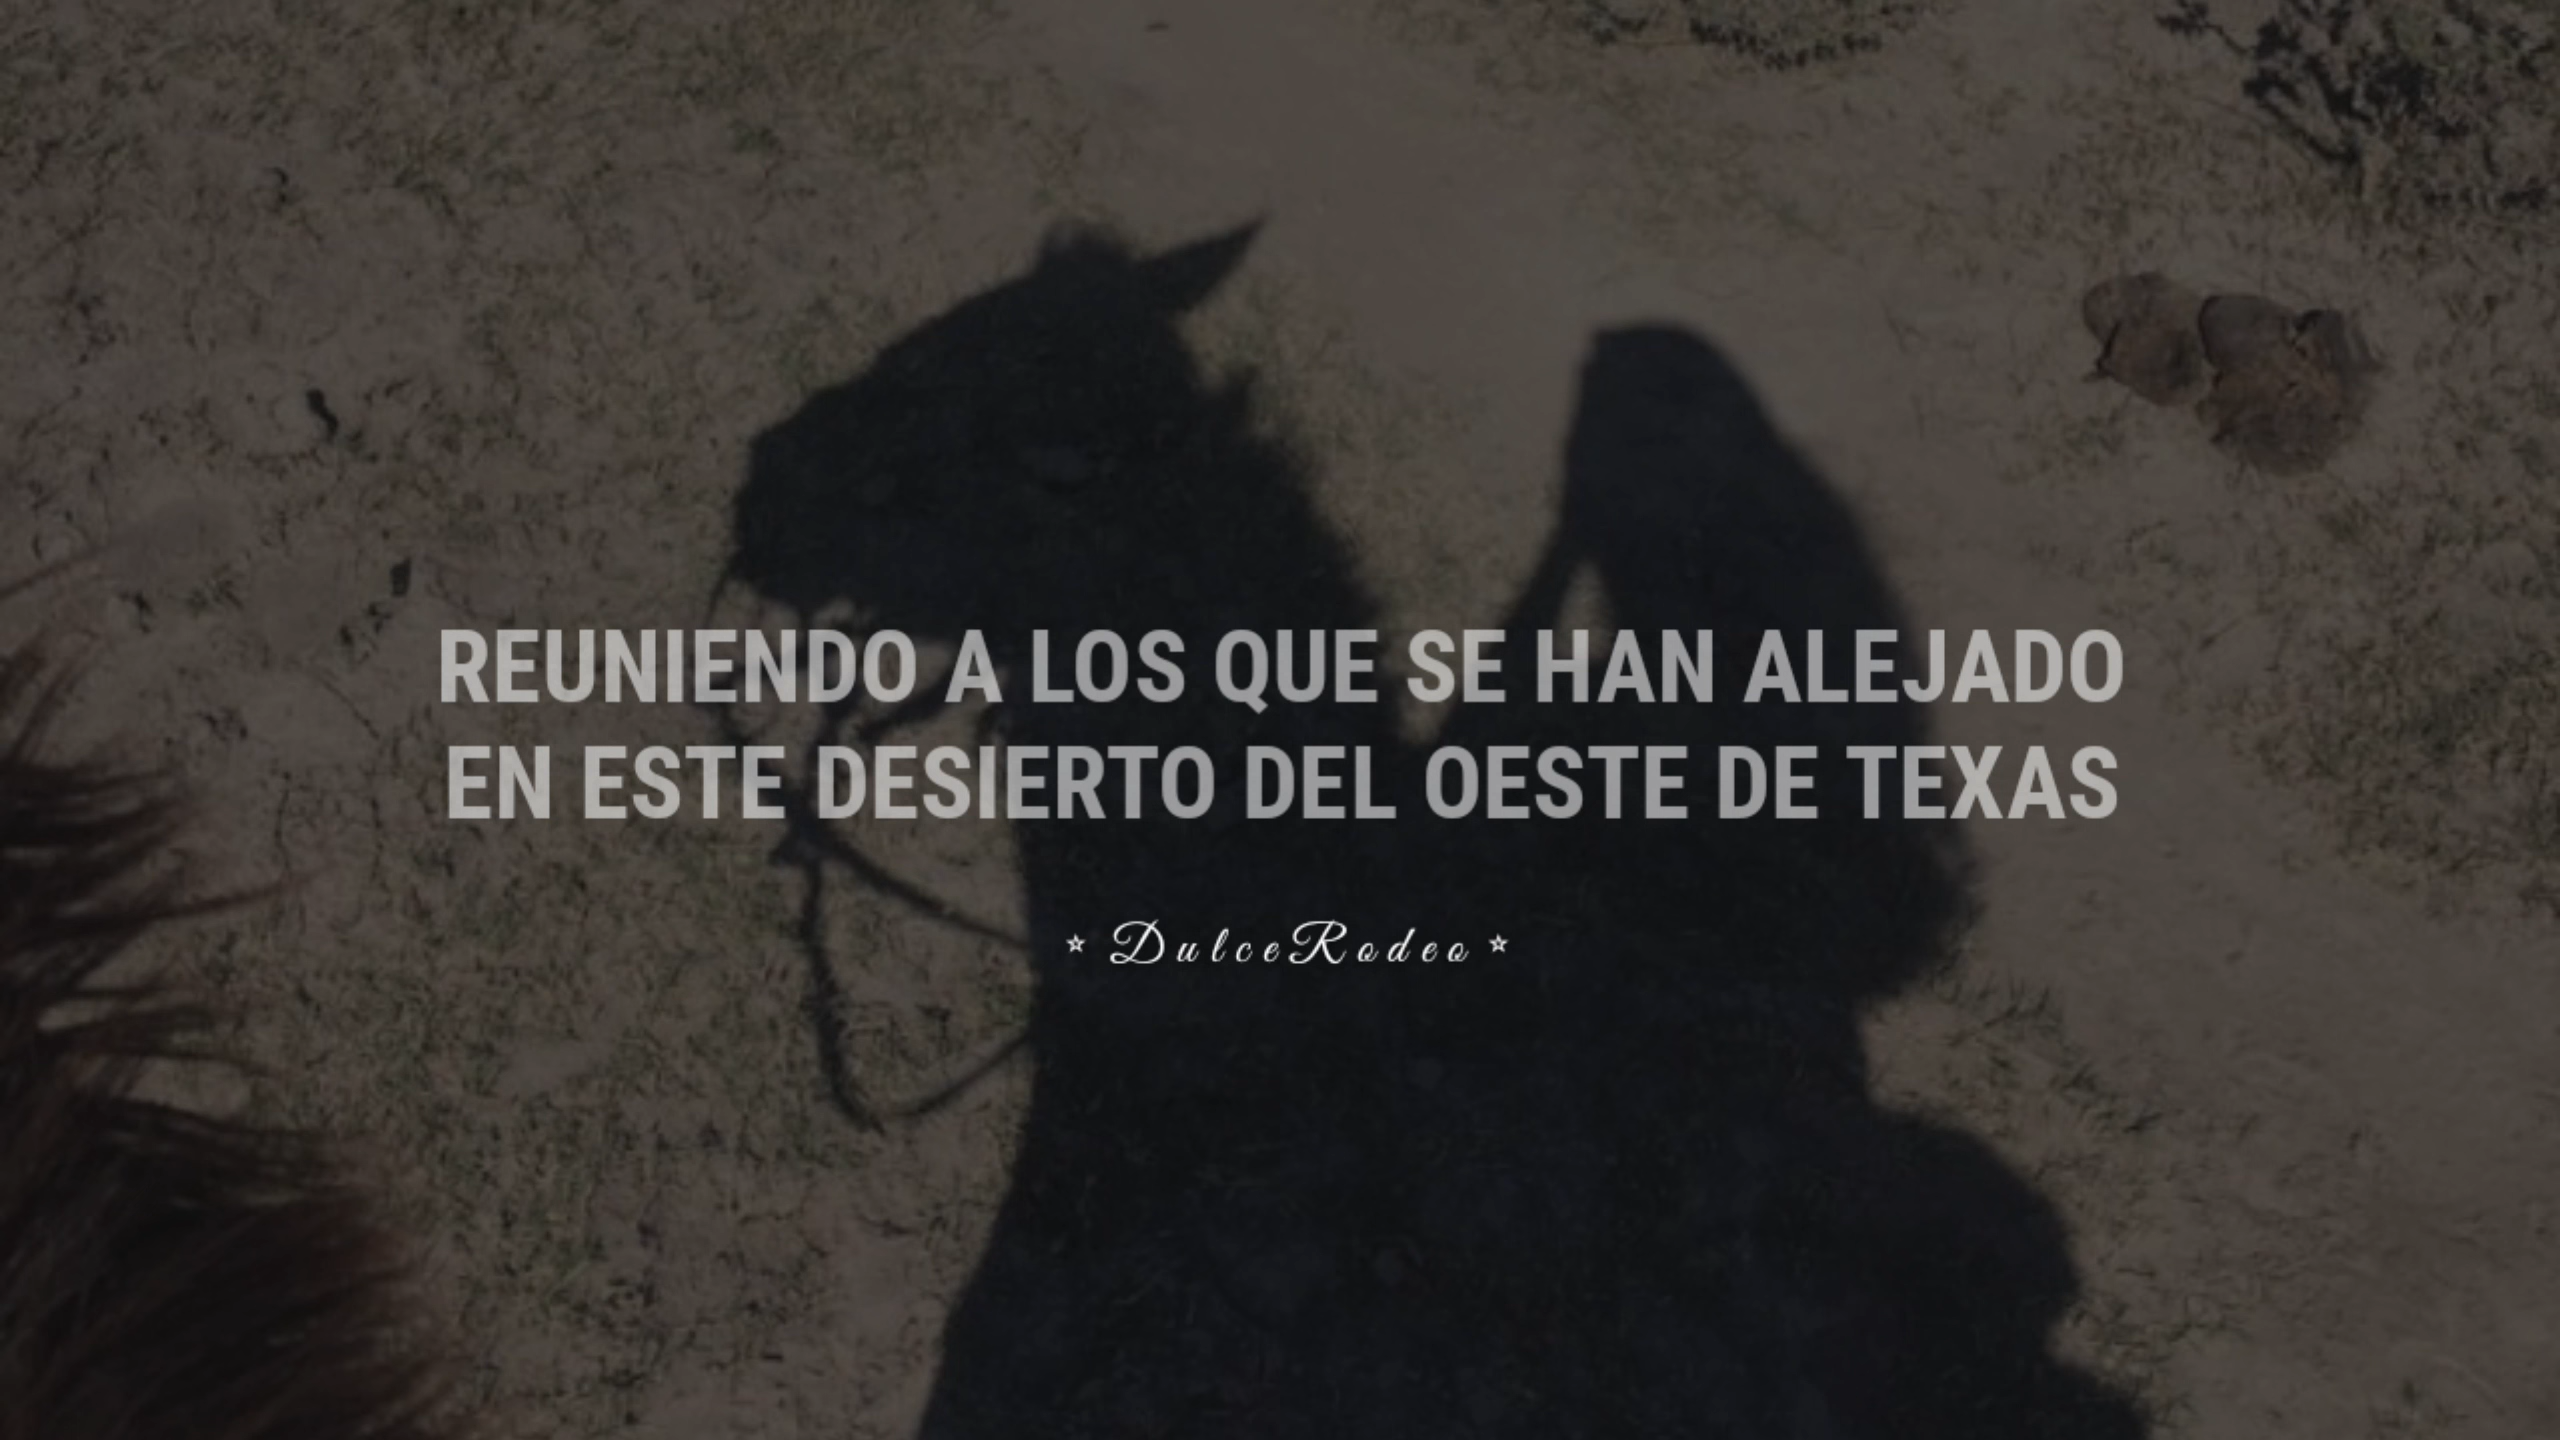 REUNIENDO A LOS QUE SE HAN ALEJADO
EN ESTE DESIERTO DEL OESTE DE TEXAS
⭐ DulceRodeo ⭐